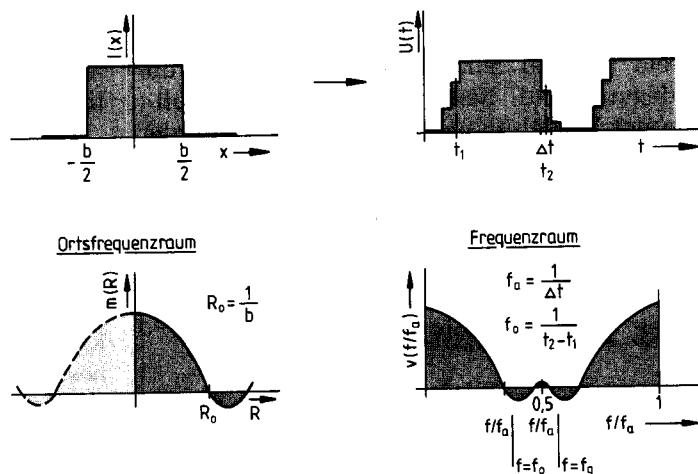 I(x)
-b/2
b/2
x
U(t)
t₁
Δt
t₂
t
Ortsfrequenzraum
m(R)
R₀ = 1/b
R₀
R
Frequenzraum
v(f/fₐ)
fₐ = 1/Δt
f₀ = 1/(t₂-t₁)
0,5
1
f/fₐ
f/fₐ
f/fₐ
f=f₀
f=fₐ